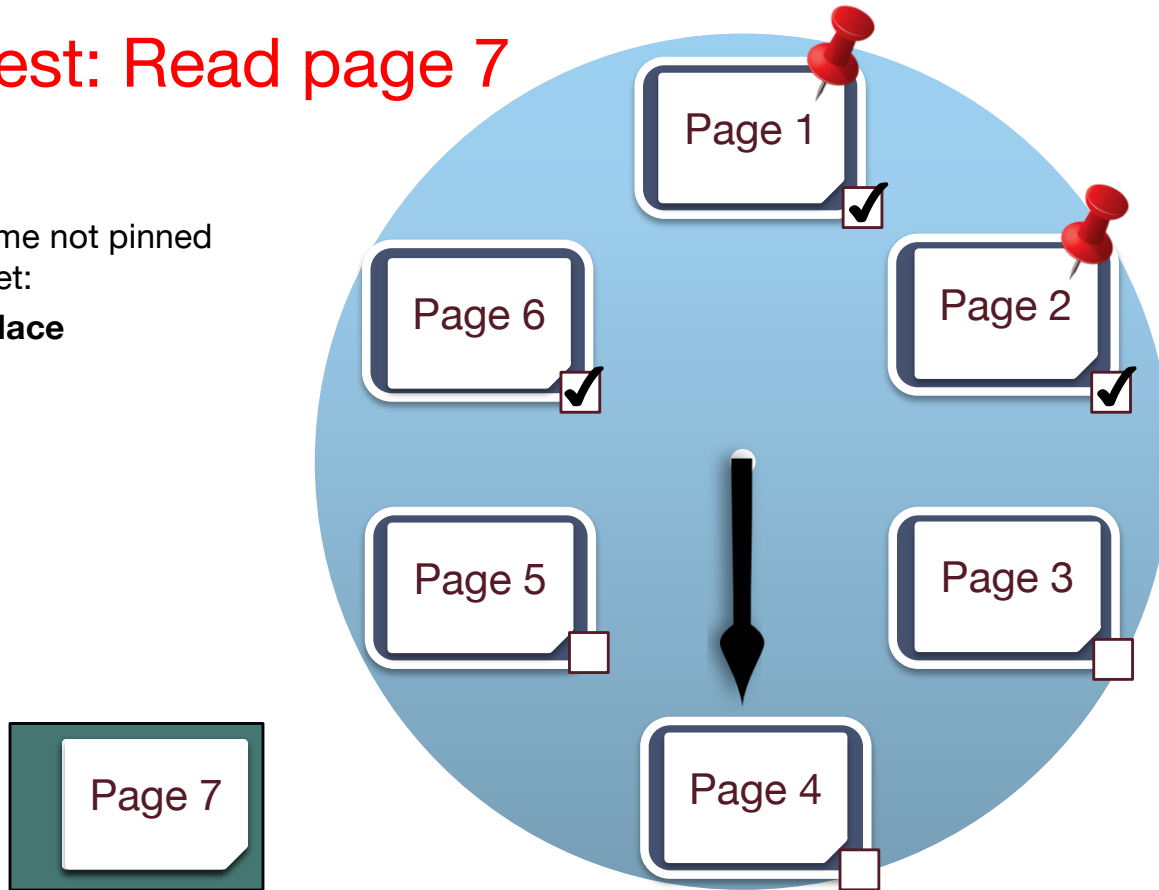 est: Read page 7
Page 1
me not pinned
et:
lace
Page 6
Page 2
Page 5
Page 3
Page 7
Page 4